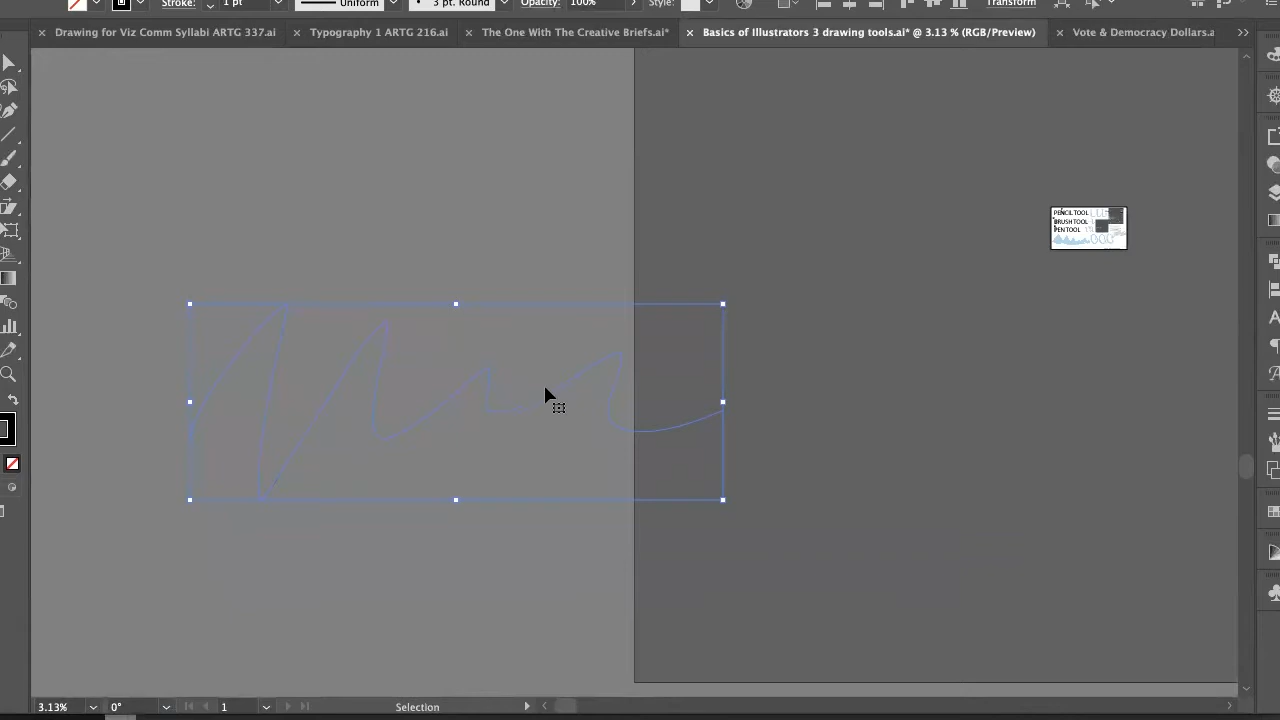 Stroke: 1 pt Uniform • 3 pt. Round Opacity: 100% Style: Transform
× Drawing for Viz Comm Syllabi ARTG 337.ai × Typography 1 ARTG 216.ai × The One With The Creative Briefs.ai* × Basics of Illustrators 3 drawing tools.ai* @ 3.13 % (RGB/Preview) × Vote & Democracy Dollars.a
PENCIL TOOL
BRUSH TOOL
PEN TOOL
3.13% 0° 1 Selection